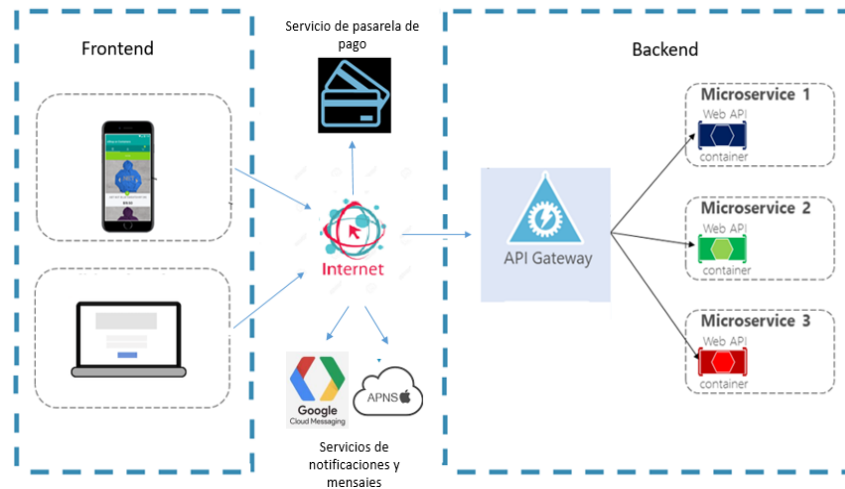 Frontend
Servicio de pasarela de
pago
Internet
Google
Cloud Messaging
APNS
Servicios de
notificaciones y
mensajes
Backend
API Gateway
Microservice 1
Web API
container
Microservice 2
Web API
container
Microservice 3
Web API
container